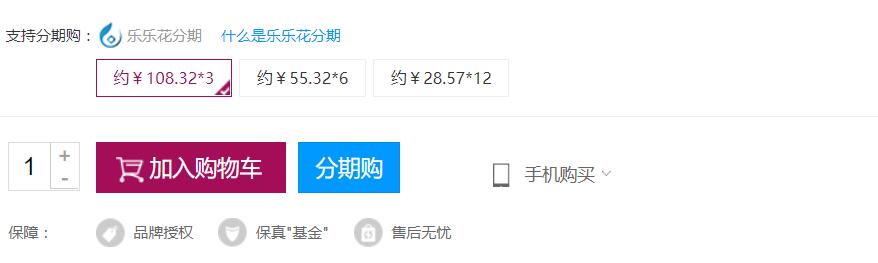 支持分期购： 乐乐花分期 什么是乐乐花分期
约￥108.32*3 约￥55.32*6 约￥28.57*12
1 + - 加入购物车 分期购 手机购买
保障： 品牌授权 保真"基金" 售后无忧